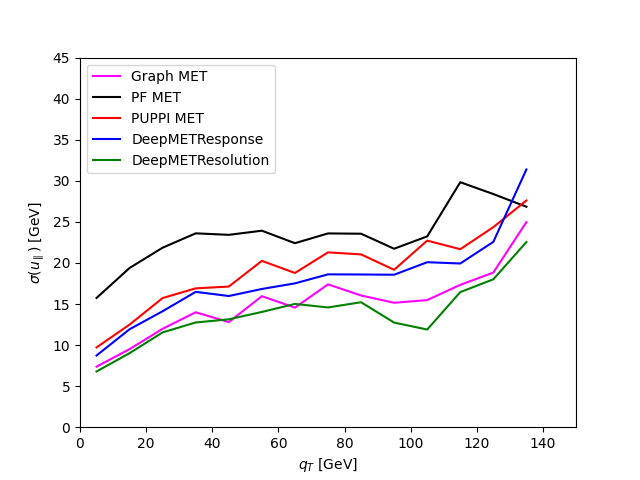 45
40
35
30
25
20
15
10
5
0
σ(u∥) [GeV]
Graph MET
PF MET
PUPPI MET
DeepMETResponse
DeepMETResolution
0 20 40 60 80 100 120 140
qT [GeV]